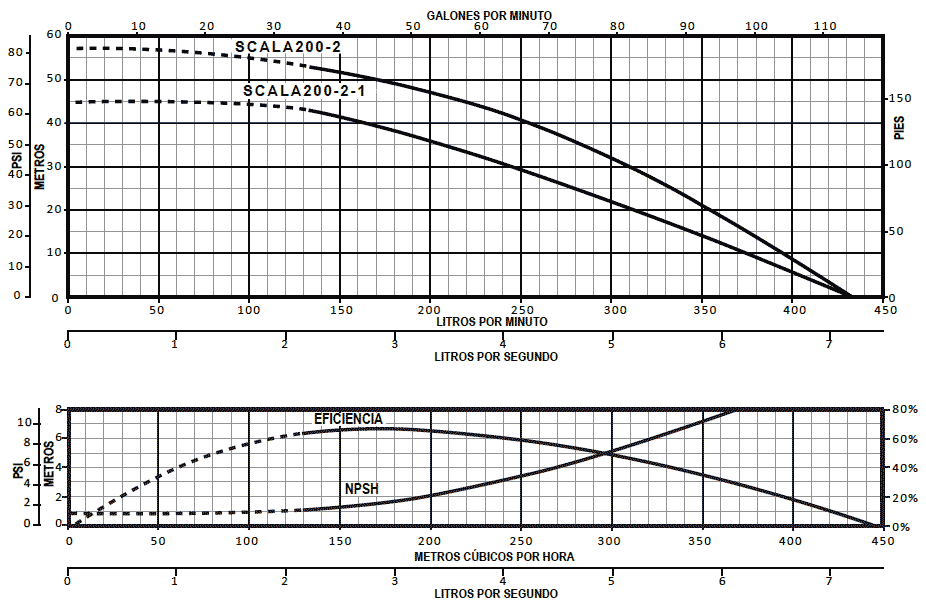 GALONES POR MINUTO
0 10 20 30 40 50 60 70 80 90 100 110
SCALA200-2
SCALA200-2-1
PSI
80
70
60
50
40
30
20
10
0
METROS
60
50
40
30
20
10
0
PIES
150
100
50
0
0 50 100 150 200 250 300 350 400 450
LITROS POR MINUTO
0 1 2 3 4 5 6 7
LITROS POR SEGUNDO
EFICIENCIA
NPSH
PSI
10
8
6
4
2
0
METROS
8
6
4
2
0
80%
60%
40%
20%
0%
0 50 100 150 200 250 300 350 400 450
METROS CÚBICOS POR HORA
0 1 2 3 4 5 6 7
LITROS POR SEGUNDO